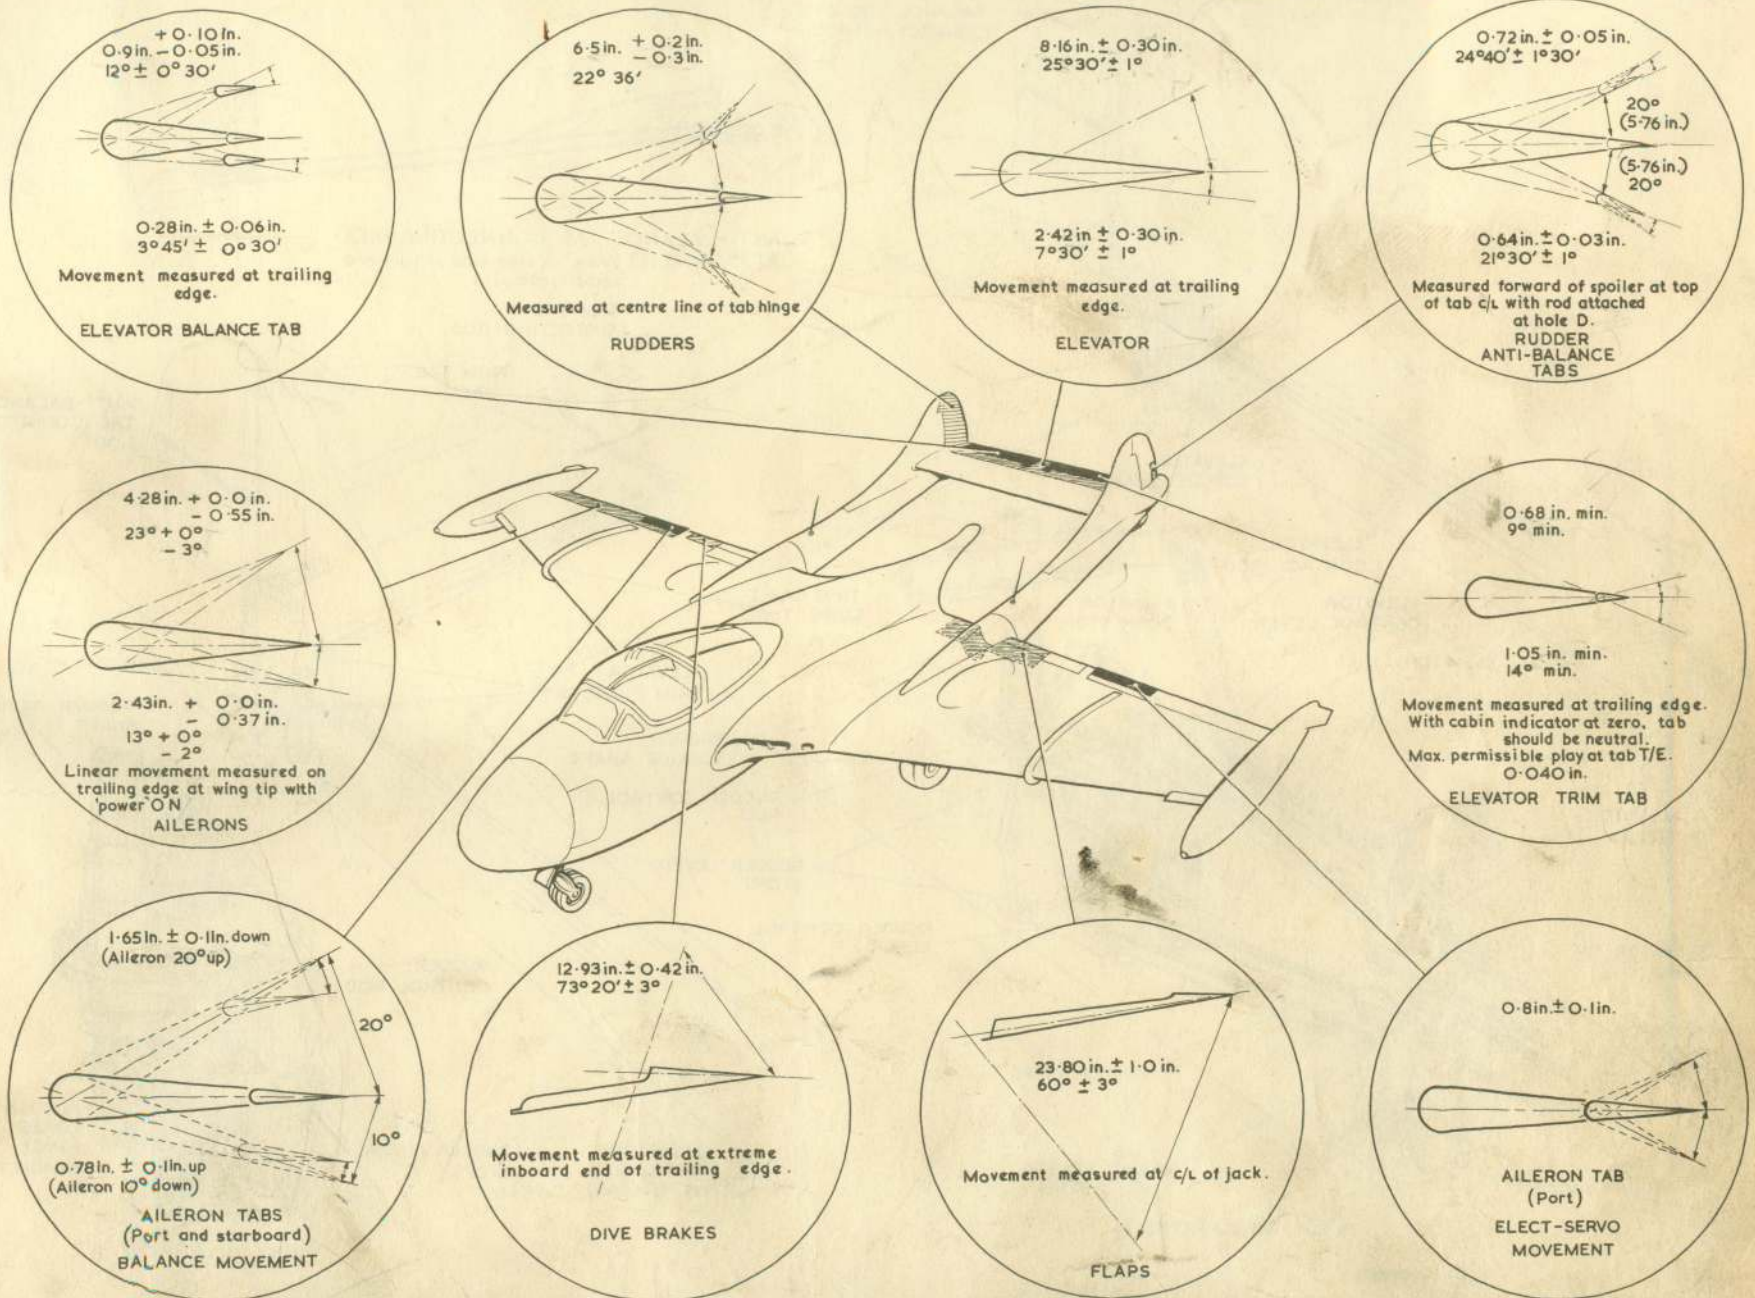 + 0·10 in.
0·9 in. – 0·05 in.
12° ± 0° 30′
0·28 in. ± 0·06 in.
3° 45′ ± 0° 30′
Movement measured at trailing
edge.
ELEVATOR BALANCE TAB
6·5 in. + 0·2 in.
– 0·3 in.
22° 36′
Measured at centre line of tab hinge
RUDDERS
8·16 in. ± 0·30 in.
25° 30′ ± 1°
2·42 in ± 0·30 in.
7° 30′ ± 1°
Movement measured at trailing
edge.
ELEVATOR
0·72 in. ± 0·05 in.
24° 40′ ± 1° 30′
20°
(5·76 in.)
(5·76 in.)
20°
0·64 in. ± 0·03 in.
21° 30′ ± 1°
Measured forward of spoiler at top
of tab c/L with rod attached
at hole D.
RUDDER
ANTI-BALANCE
TABS
4·28 in. + 0·0 in.
– 0·55 in.
23° + 0°
– 3°
2·43 in. + 0·0 in.
– 0·37 in.
13° + 0°
– 2°
Linear movement measured on
trailing edge at wing tip with
'power' ON
AILERONS
0·68 in. min.
9° min.
1·05 in. min.
14° min.
Movement measured at trailing edge.
With cabin indicator at zero, tab
should be neutral.
Max. permissible play at tab T/E.
0·040 in.
ELEVATOR TRIM TAB
1·65 in. ± 0·1 in. down
(Aileron 20° up)
20°
10°
0·78 in. ± 0·1 in. up
(Aileron 10° down)
AILERON TABS
(Port and starboard)
BALANCE MOVEMENT
12·93 in. ± 0·42 in.
73° 20′ ± 3°
Movement measured at extreme
inboard end of trailing edge.
DIVE BRAKES
23·80 in. ± 1·0 in.
60° ± 3°
Movement measured at c/L of jack.
FLAPS
0·8 in. ± 0·1 in.
AILERON TAB
(Port)
ELECT-SERVO
MOVEMENT